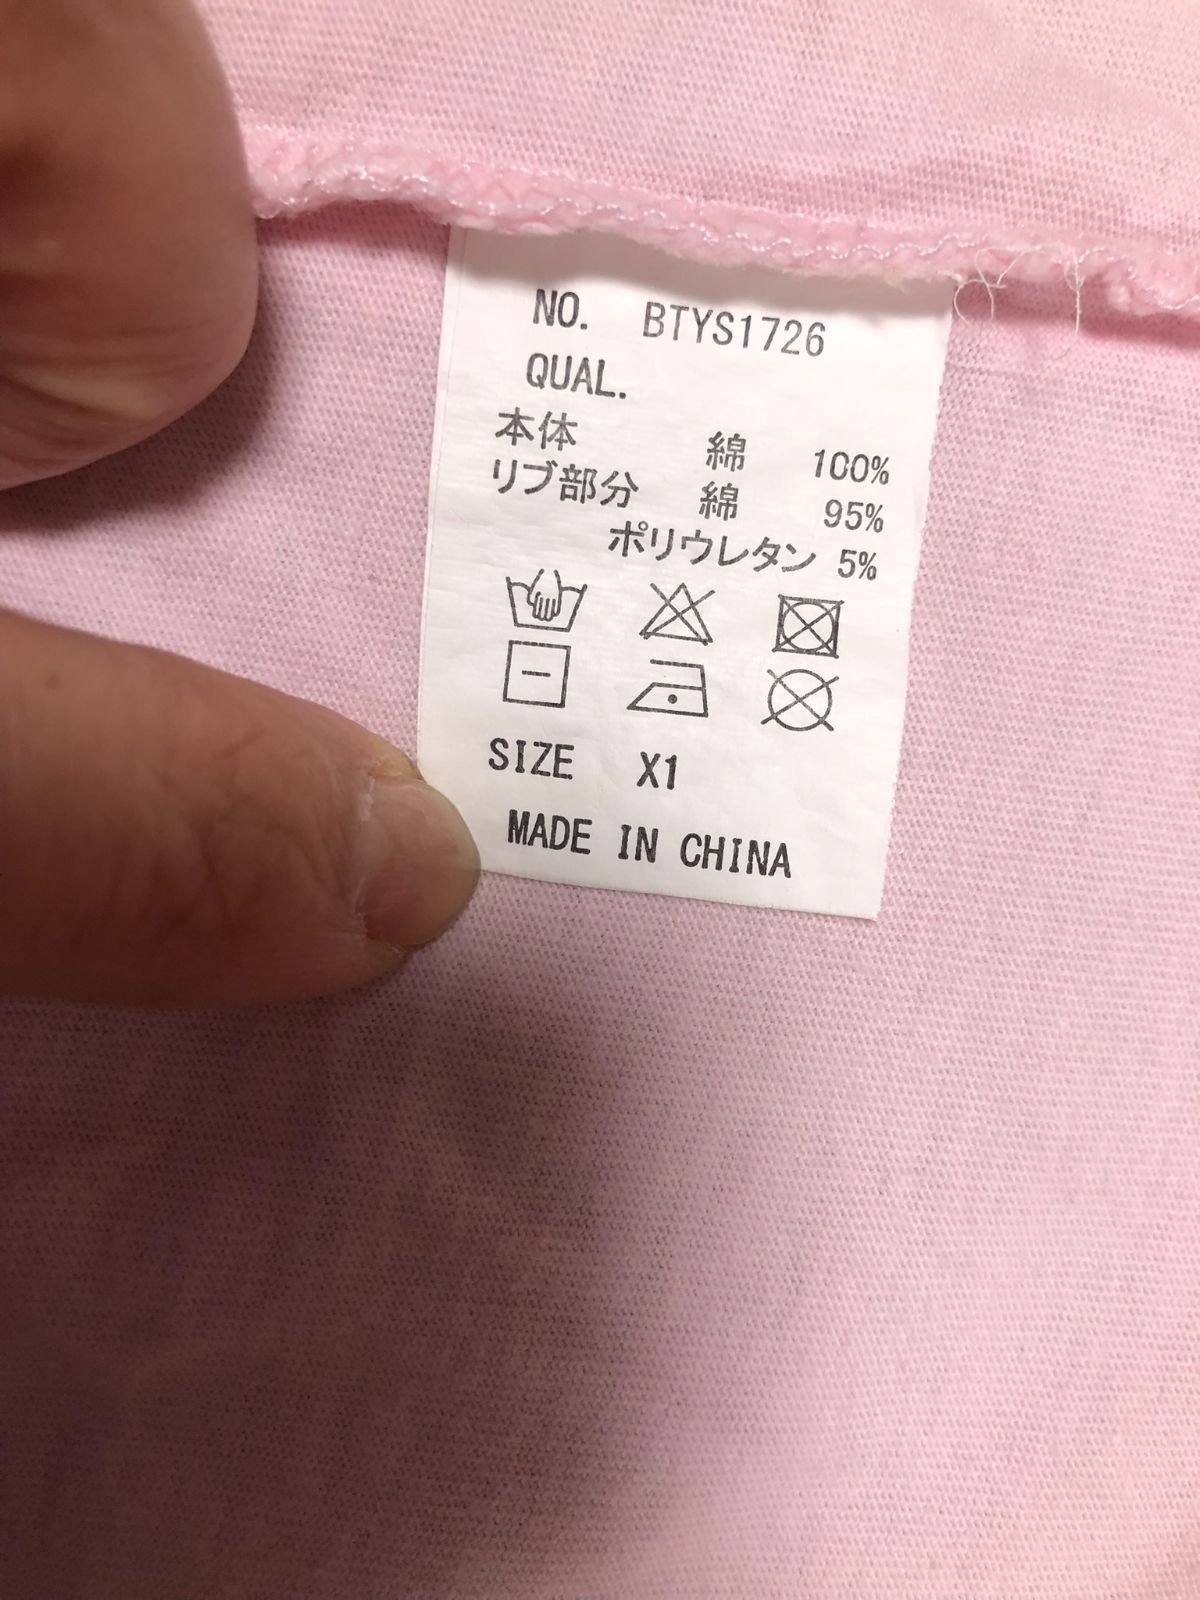 NO. BTYS1726
QUAL.
本体 綿 100%
リブ部分 綿 95%
ポリウレタン 5%
SIZE X1
MADE IN CHINA